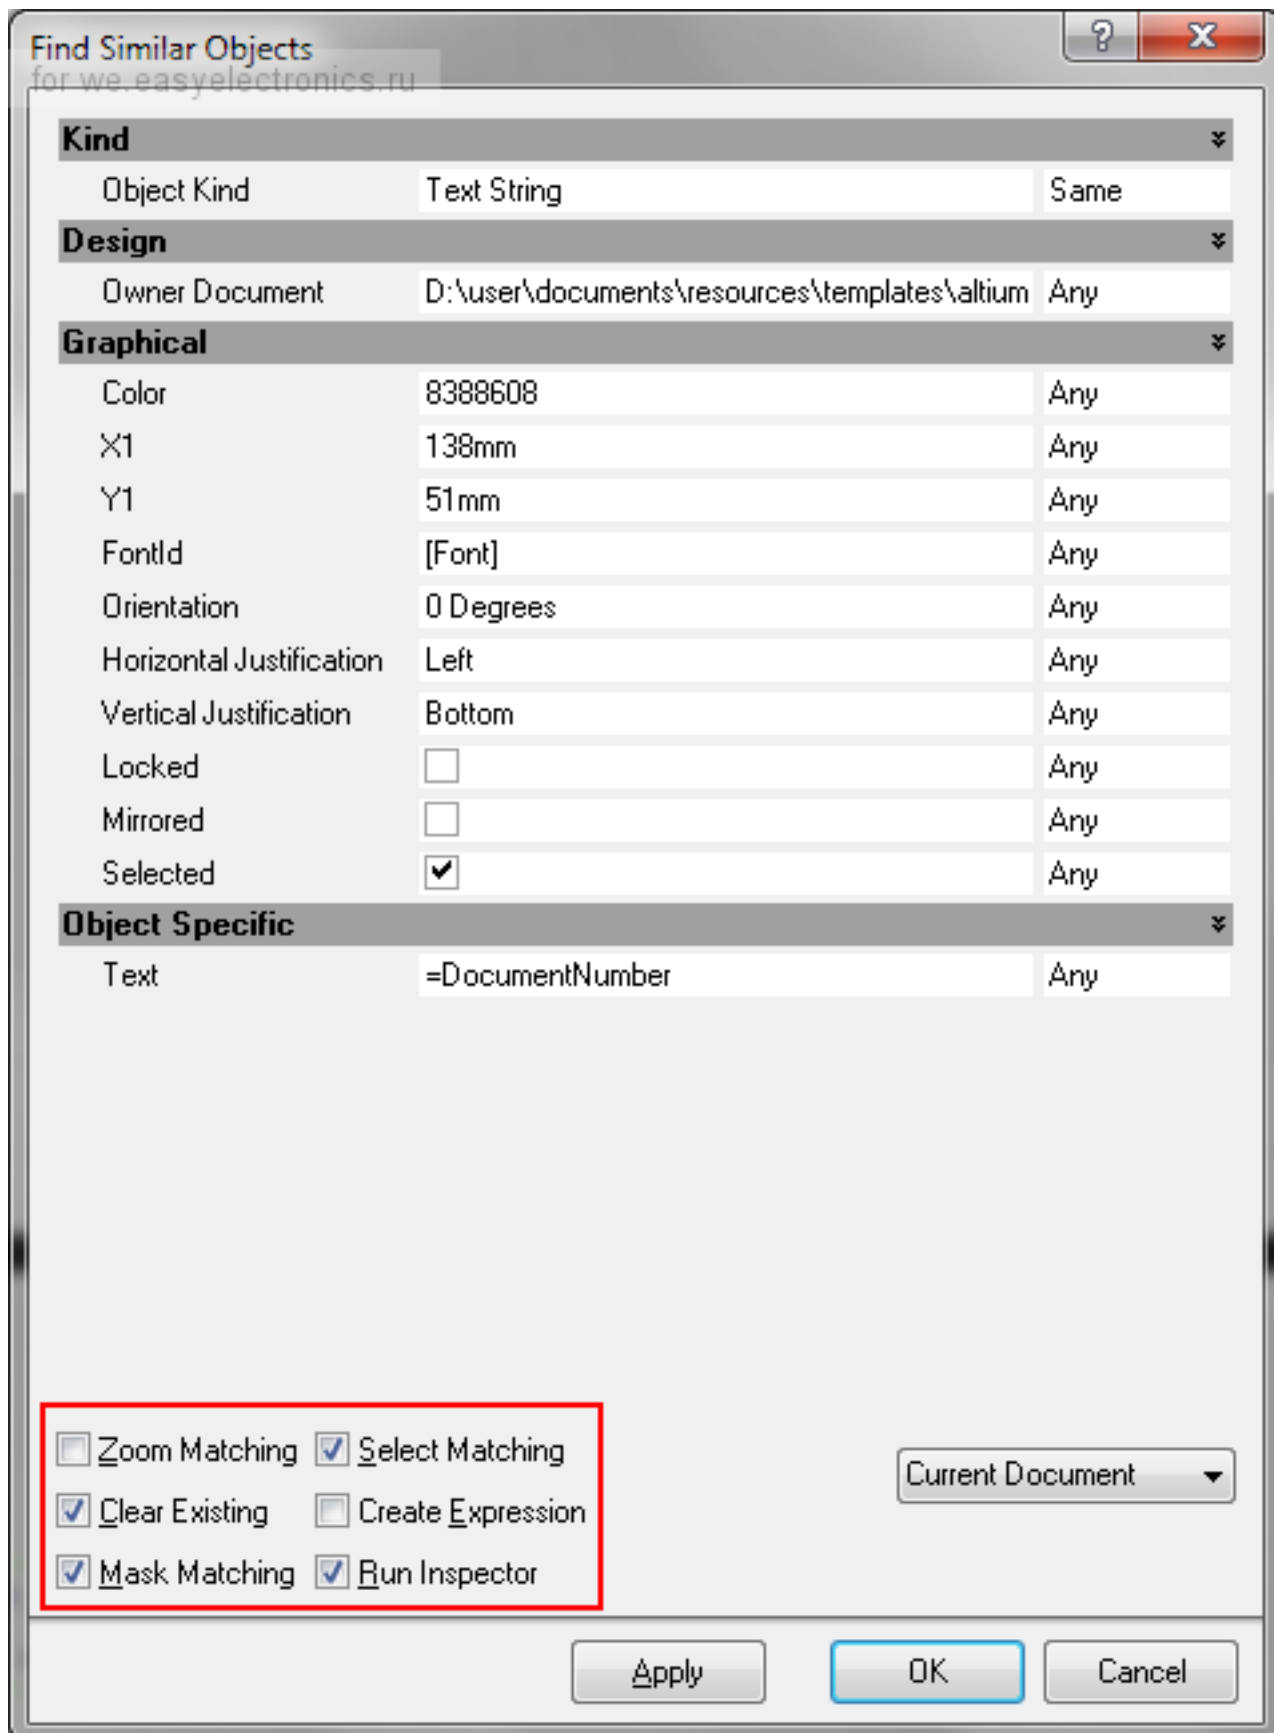 Find Similar Objects
for we.easyelectronics.ru
Kind
Object Kind Text String Same
Design
Owner Document D:\user\documents\resources\templates\altium Any
Graphical
Color 8388608 Any
X1 138mm Any
Y1 51mm Any
FontId [Font] Any
Orientation 0 Degrees Any
Horizontal Justification Left Any
Vertical Justification Bottom Any
Locked Any
Mirrored Any
Selected Any
Object Specific
Text =DocumentNumber Any
Zoom Matching Select Matching
Current Document
Clear Existing Create Expression
Mask Matching Run Inspector
Apply OK Cancel